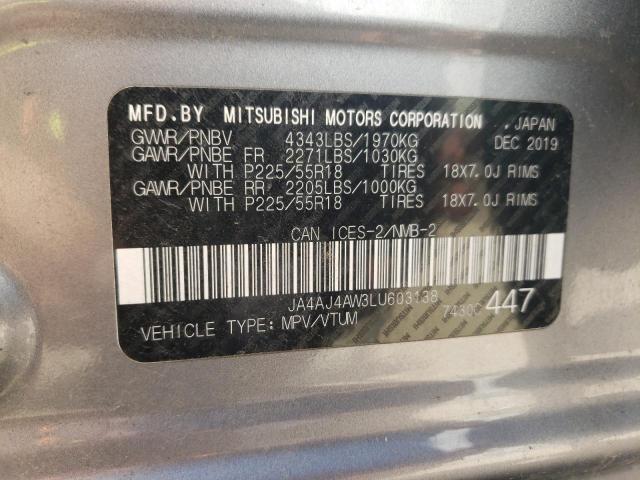 MFD.BY MITSUBISHI MOTORS CORPORATION , JAPAN
GVWR/PNBV 4343LBS/1970KG DEC 2019
GAWR/PNBE FR 2271LBS/1030KG
WITH P225/55R18 TIRES 18X7.0J RIMS
GAWR/PNBE RR 2205LBS/1000KG
WITH P225/55R18 TIRES 18X7.0J RIMS
CAN ICES-2/NMB-2
JA4AJ4AW3LU603138 7430C 447
VEHICLE TYPE: MPV/VTUM